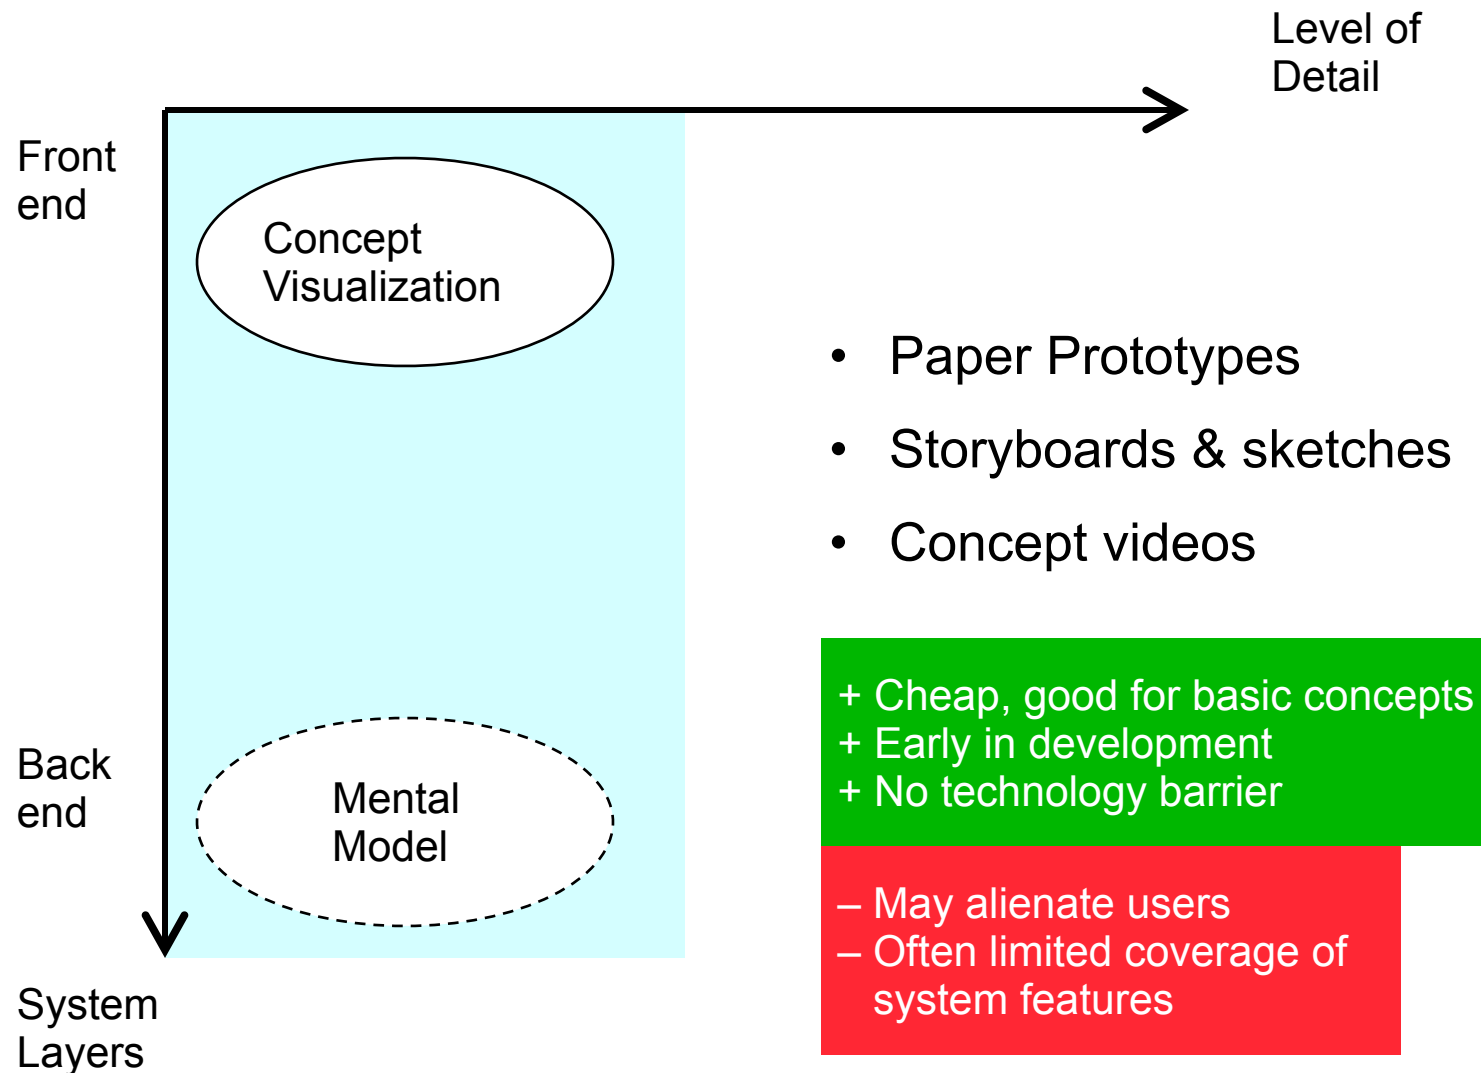 Level of
Detail
Front
end
Concept
Visualization
• Paper Prototypes
• Storyboards & sketches
• Concept videos
+ Cheap, good for basic concepts
+ Early in development
+ No technology barrier
Back
end
Mental
Model
– May alienate users
– Often limited coverage of
system features
System
Layers